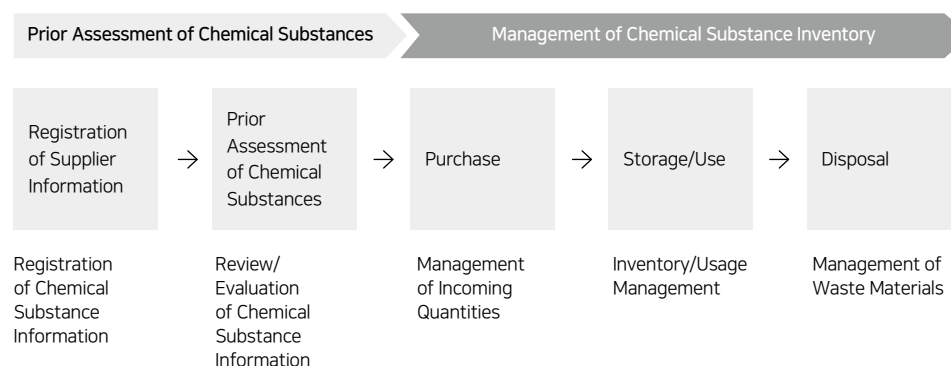 Prior Assessment of Chemical Substances
Management of Chemical Substance Inventory
Registration
of Supplier
Information
Prior
Assessment
of Chemical
Substances
Purchase
Storage/Use
Disposal
Registration
of Chemical
Substance
Information
Review/
Evaluation
of Chemical
Substance
Information
Management
of Incoming
Quantities
Inventory/Usage
Management
Management of
Waste Materials